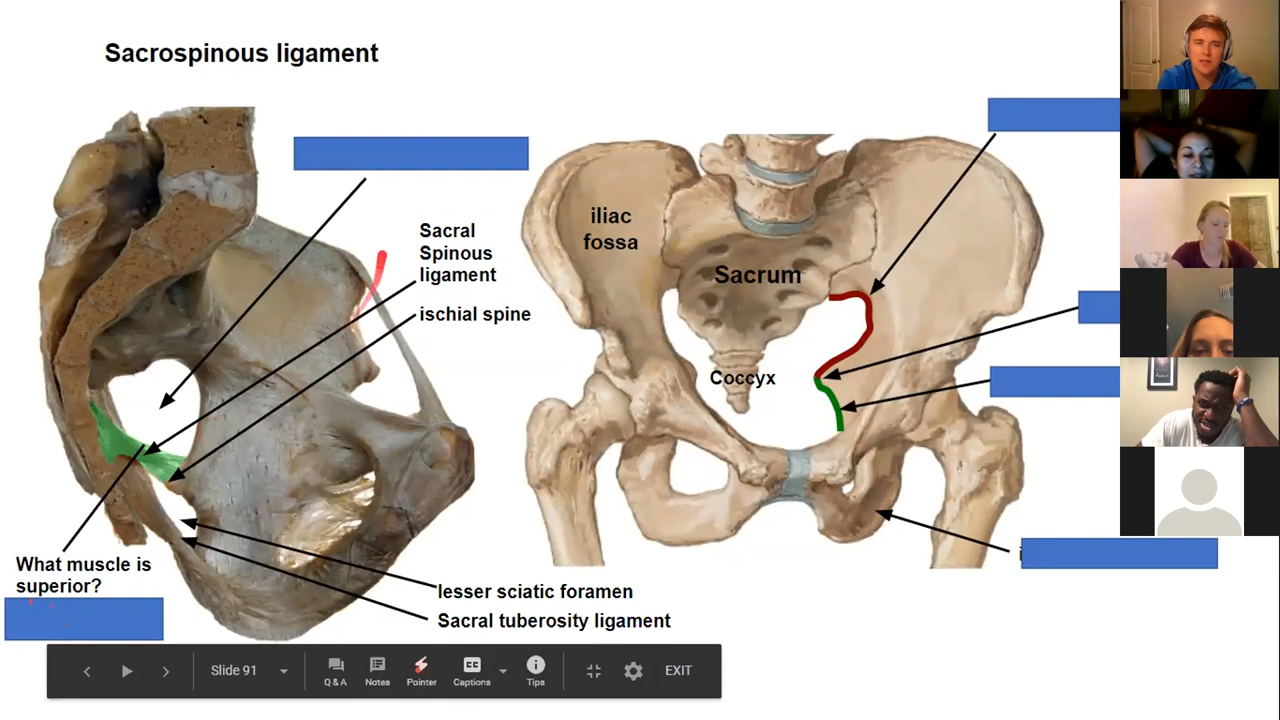 Sacrospinous ligament
Sacral
Spinous
ligament
ischial spine
iliac
fossa
Sacrum
Coccyx
What muscle is
superior?
lesser sciatic foramen
Sacral tuberosity ligament
Slide 91
Q & A
Notes
Pointer
CC
Captions
Tips
EXIT